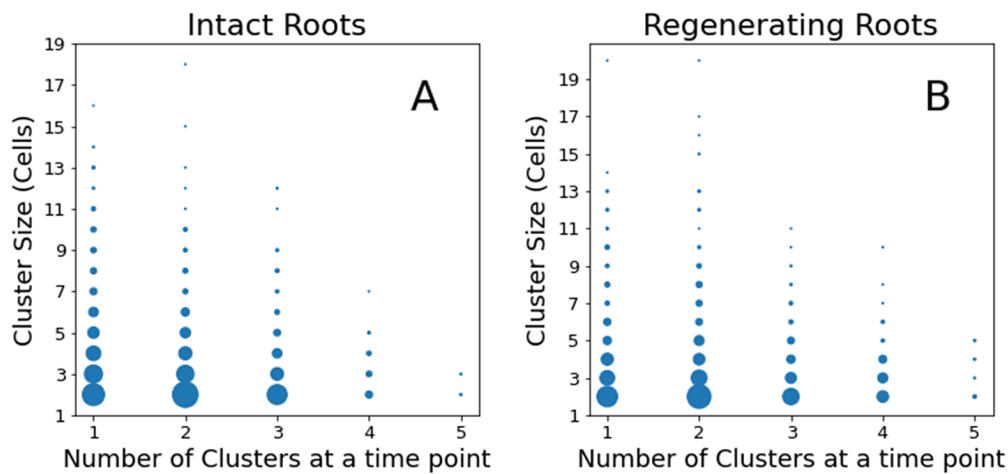 Intact Roots
A
Cluster Size (Cells)
19
17
15
13
11
9
7
5
3
1
1 2 3 4 5
Number of Clusters at a time point
Regenerating Roots
B
Cluster Size (Cells)
19
17
15
13
11
9
7
5
3
1
1 2 3 4 5
Number of Clusters at a time point